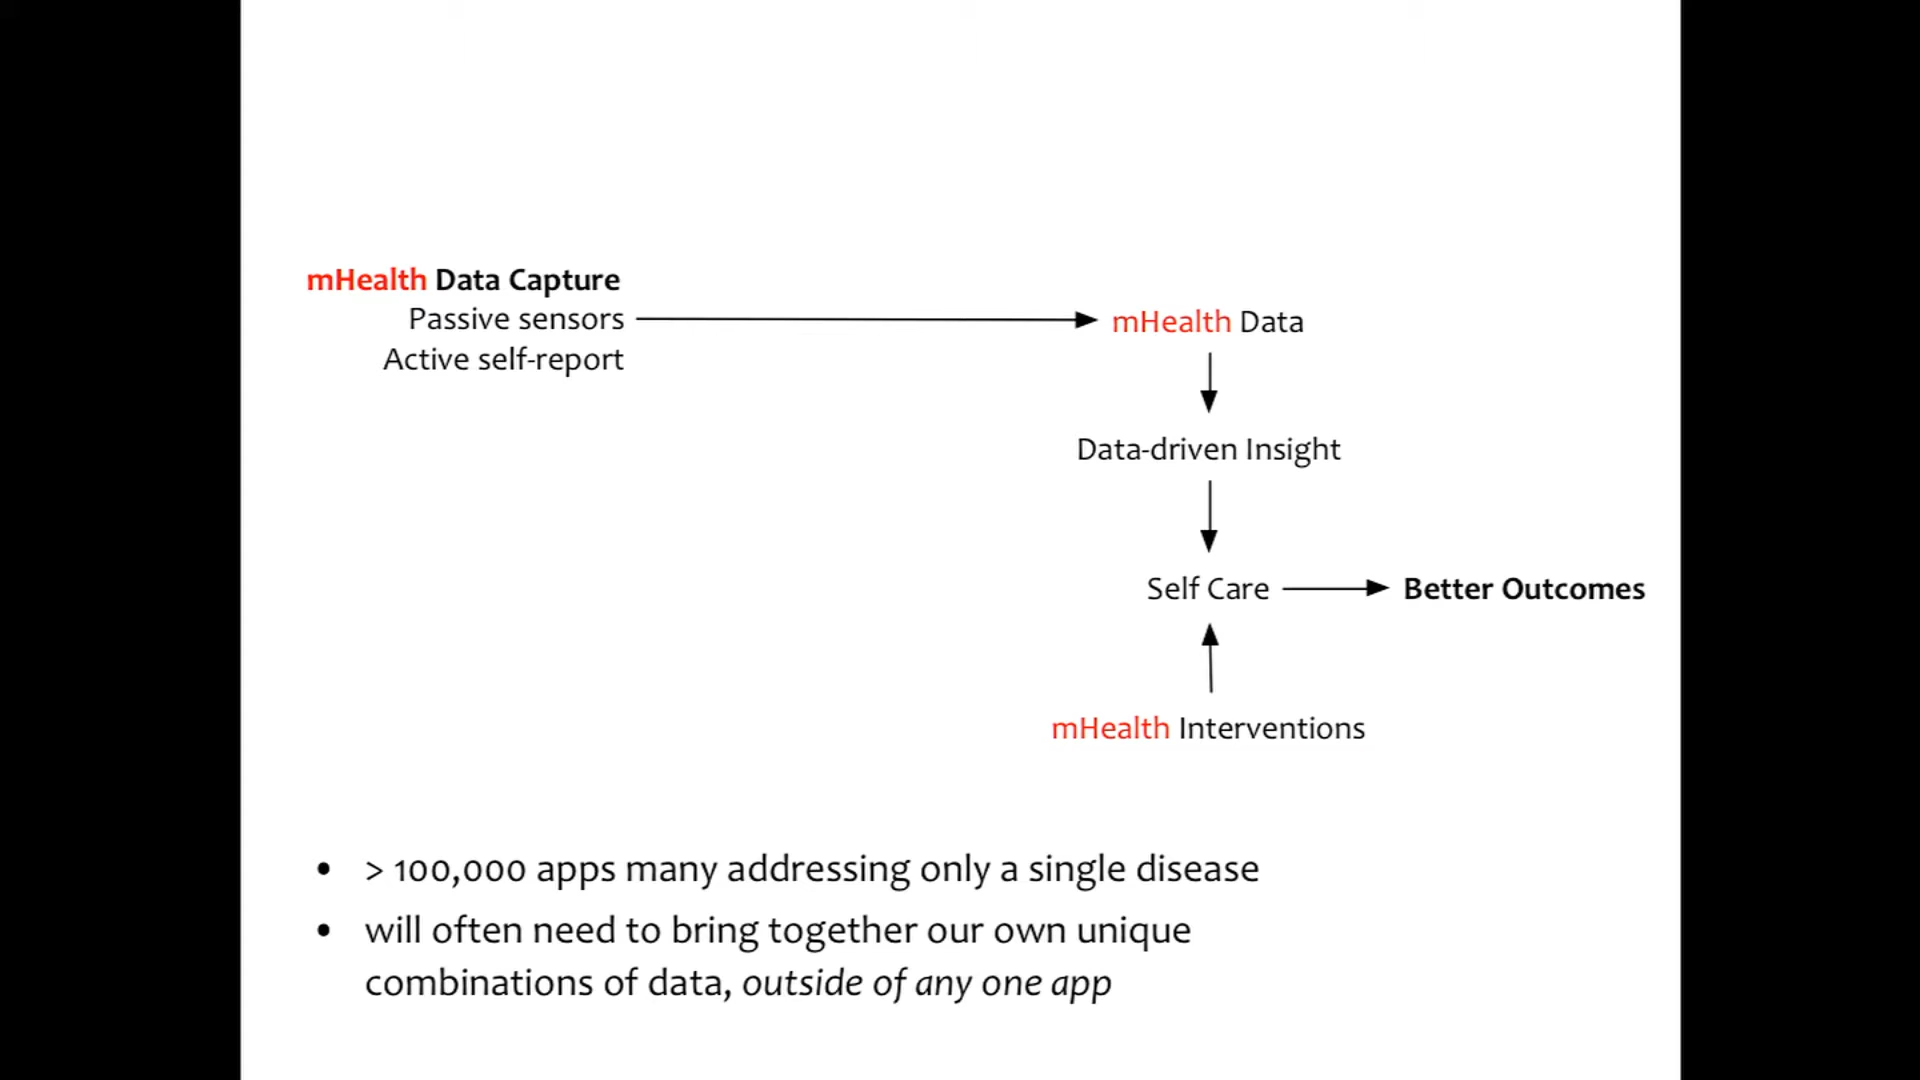 mHealth Data Capture
Passive sensors
Active self-report
mHealth Data
Data-driven Insight
Self Care
Better Outcomes
mHealth Interventions
• > 100,000 apps many addressing only a single disease
• will often need to bring together our own unique
combinations of data, outside of any one app